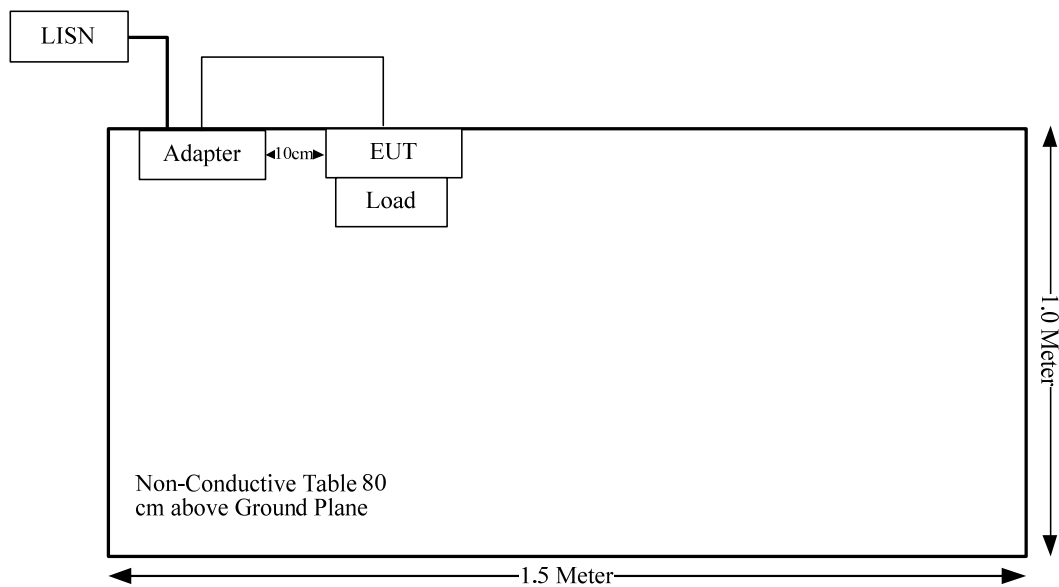 LISN
Adapter
10cm
EUT
Load
1.0 Meter
Non-Conductive Table 80
cm above Ground Plane
1.5 Meter